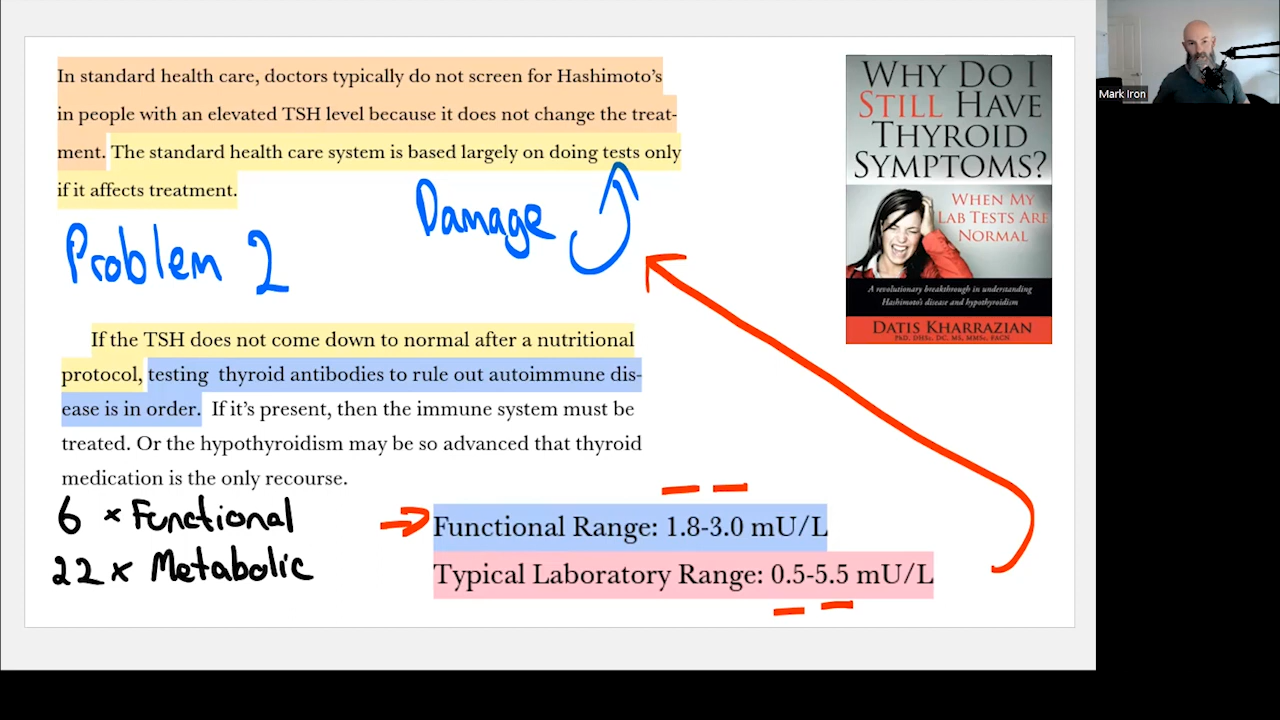 In standard health care, doctors typically do not screen for Hashimoto’s
in people with an elevated TSH level because it does not change the treat-
ment. The standard health care system is based largely on doing tests only
if it affects treatment.
Damage
Problem 2
If the TSH does not come down to normal after a nutritional
protocol, testing thyroid antibodies to rule out autoimmune dis-
ease is in order. If it’s present, then the immune system must be
treated. Or the hypothyroidism may be so advanced that thyroid
medication is the only recourse.
6 x Functional
22 x Metabolic
Functional Range: 1.8-3.0 mU/L
Typical Laboratory Range: 0.5-5.5 mU/L
WHY DO I
STILL HAVE
THYROID
SYMPTOMS?
WHEN MY
LAB TESTS ARE
NORMAL
A revolutionary breakthrough in understanding
Hashimoto’s disease and hypothyroidism
DATIS KHARRAZIAN
PhD, DHSc, DC, MS, MMSc, FACN
Mark Iron